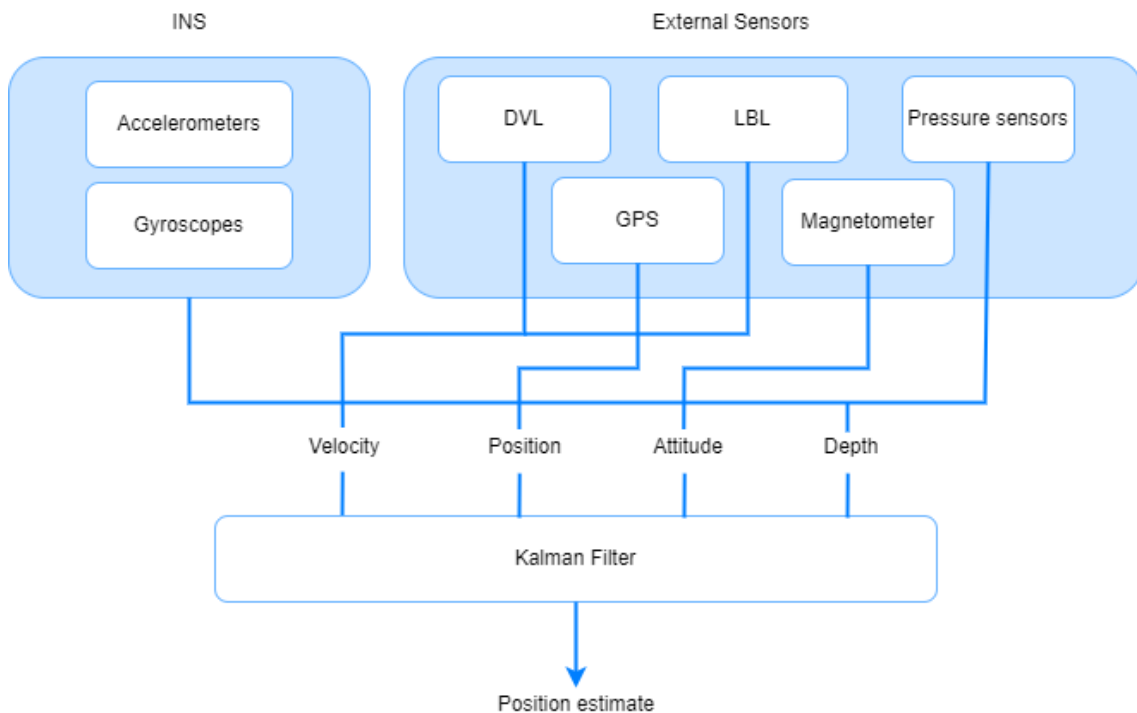 INS
External Sensors
Accelerometers
Gyroscopes
DVL
LBL
Pressure sensors
GPS
Magnetometer
Velocity
Position
Attitude
Depth
Kalman Filter
Position estimate